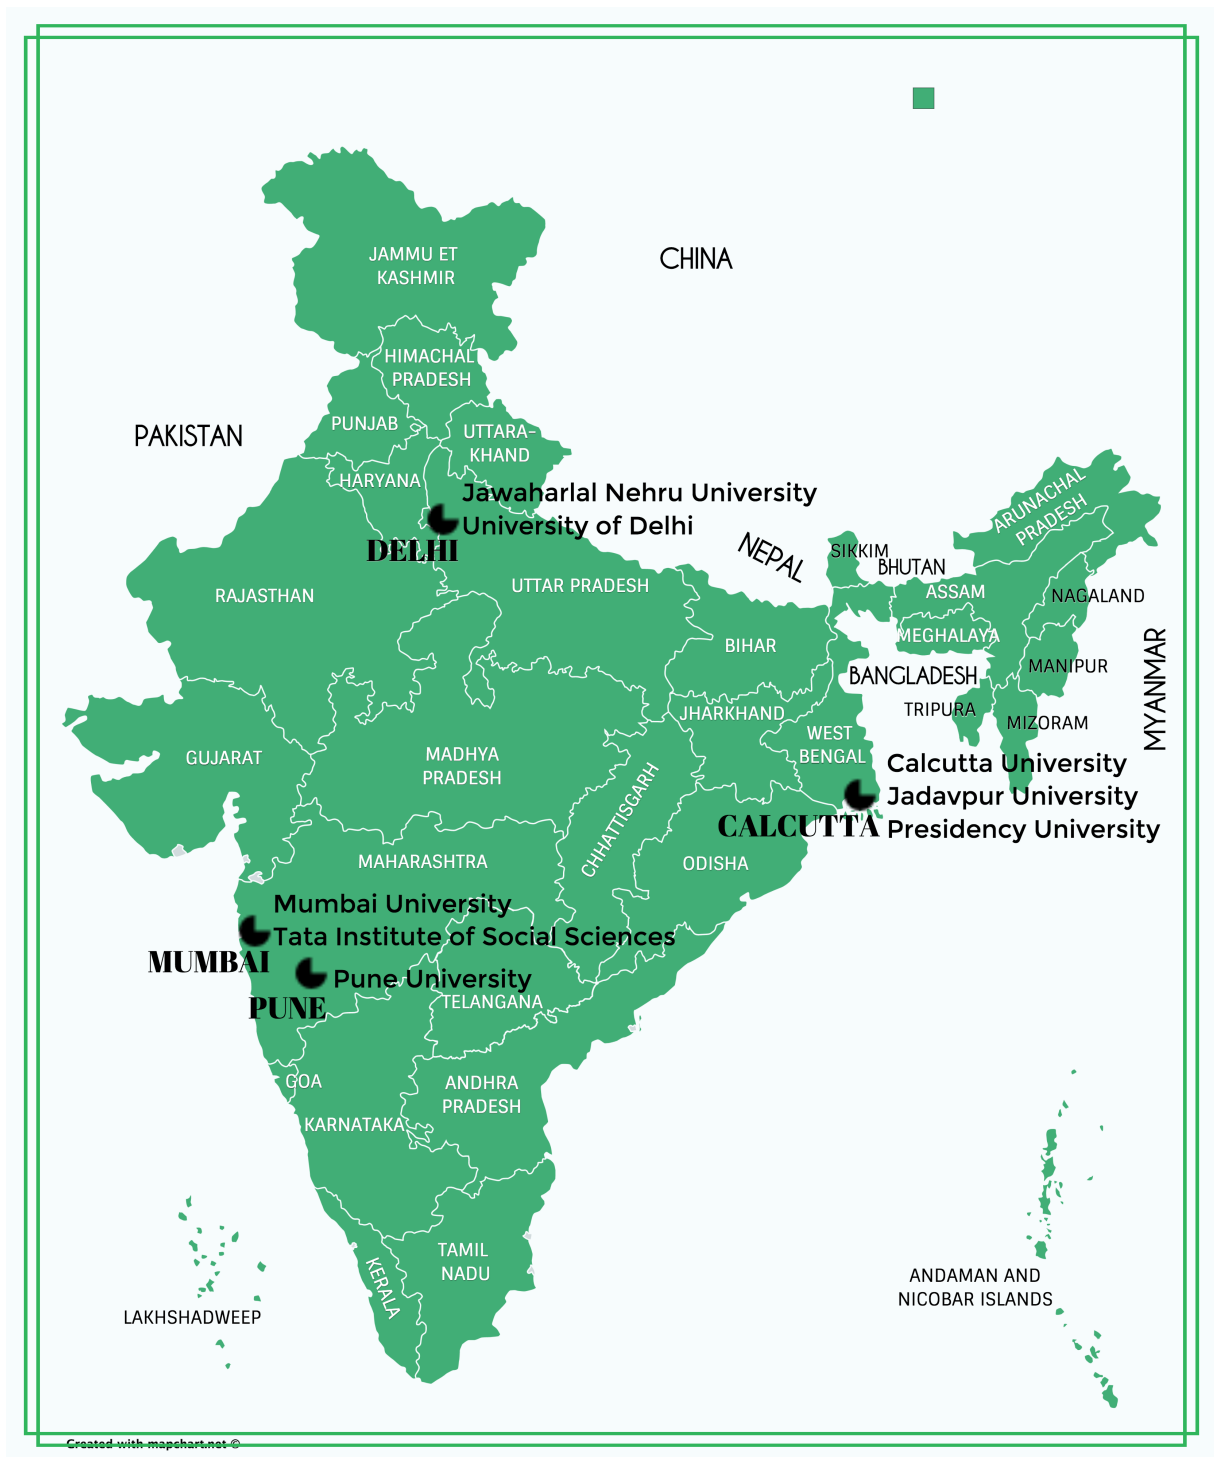 JAMMU ET
KASHMIR
CHINA
HIMACHAL
PRADESH
PUNJAB
PAKISTAN
UTTARA-
KHAND
HARYANA
Jawaharlal Nehru University
University of Delhi
DELHI
ARUNACHAL
PRADESH
NEPAL
SIKKIM
BHUTAN
RAJASTHAN
UTTAR PRADESH
ASSAM
NAGALAND
MEGHALAYA
BIHAR
MANIPUR
BANGLADESH
MYANMAR
TRIPURA
MIZORAM
JHARKHAND
WEST
BENGAL
GUJARAT
MADHYA
PRADESH
CHHATTISGARH
Calcutta University
Jadavpur University
Presidency University
CALCUTTA
MAHARASHTRA
ODISHA
Mumbai University
Tata Institute of Social Sciences
MUMBAI
Pune University
PUNE
TELANGANA
GOA
ANDHRA
PRADESH
KARNATAKA
TAMIL
NADU
KERALA
LAKHSHADWEEP
ANDAMAN AND
NICOBAR ISLANDS
Created with mapchart.net ©